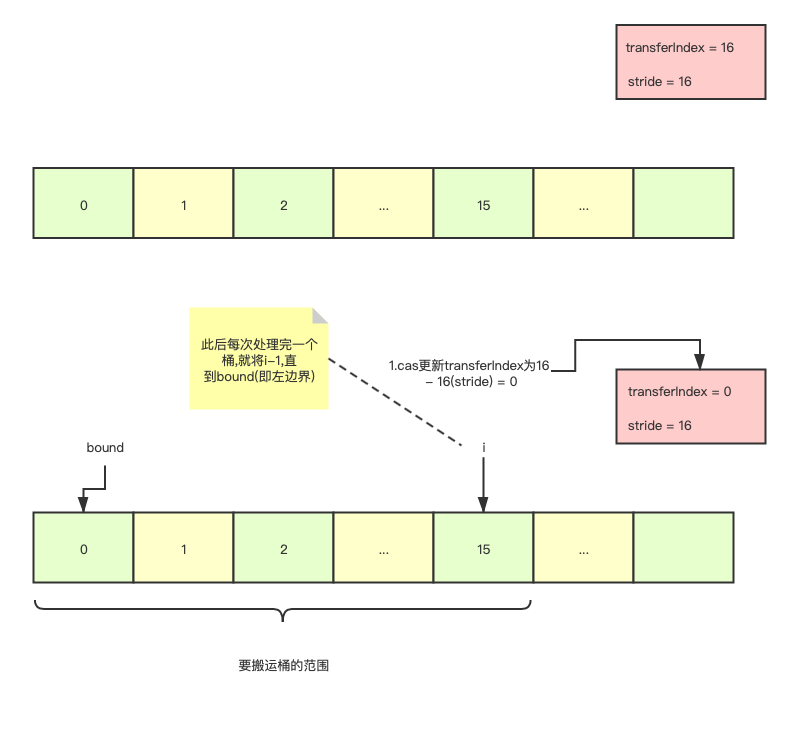 transferIndex = 16
stride = 16
0
1
2
...
15
...
此后每次处理完一个
桶,就将i-1,直
到bound(即左边界)
1.cas更新transferIndex为16
- 16(stride) = 0
transferIndex = 0
stride = 16
bound
i
0
1
2
...
15
...
要搬运桶的范围